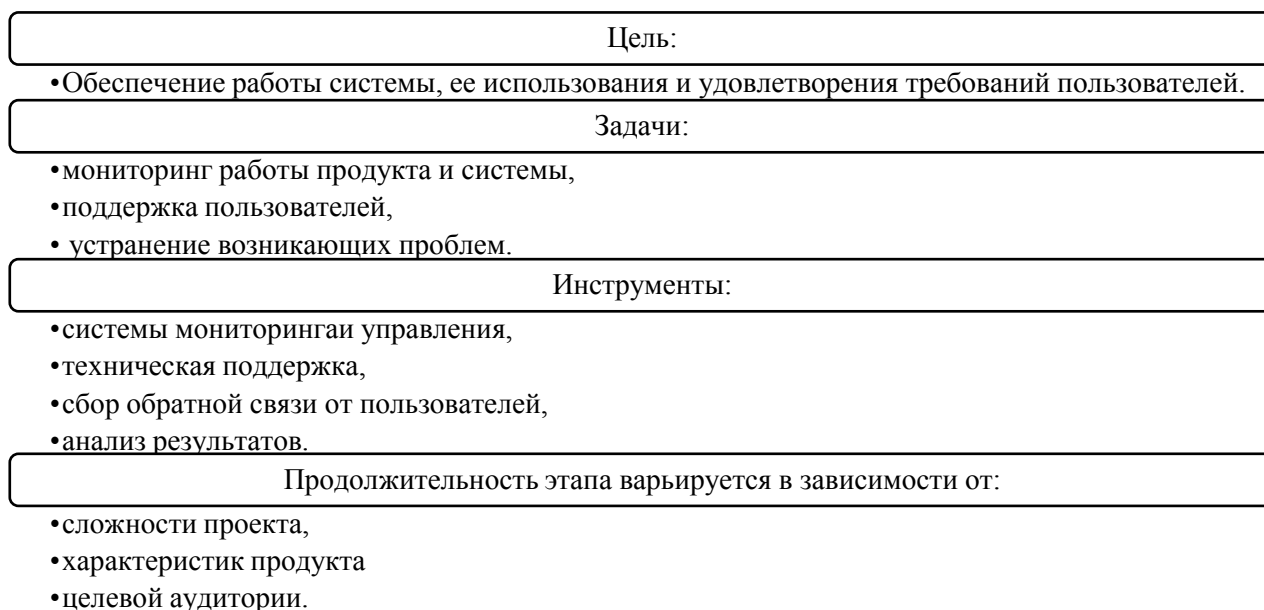 Цель:
•Обеспечение работы системы, ее использования и удовлетворения требований пользователей.
Задачи:
•мониторинг работы продукта и системы,
•поддержка пользователей,
• устранение возникающих проблем.
Инструменты:
•системы мониторингаи управления,
•техническая поддержка,
•сбор обратной связи от пользователей,
•анализ результатов.
Продолжительность этапа варьируется в зависимости от:
•сложности проекта,
•характеристик продукта
•целевой аудитории.